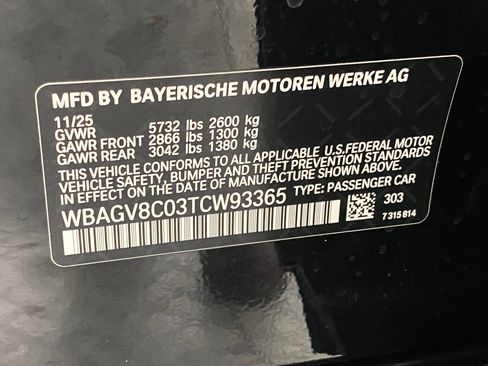 MFD BY BAYERISCHE MOTOREN WERKE AG
11/25
GVWR 5732 lbs 2600 kg
GAWR FRONT 2866 lbs 1300 kg
GAWR REAR 3042 lbs 1380 kg
THIS VEHICLE CONFORMS TO ALL APPLICABLE U.S.FEDERAL MOTOR
VEHICLE SAFETY, BUMPER AND THEFT PREVENTION STANDARDS
IN EFFECT ON THE DATE OF MANUFACTURE SHOWN ABOVE.
WBAGV8C03TCW93365 TYPE: PASSENGER CAR
303
7 315 814